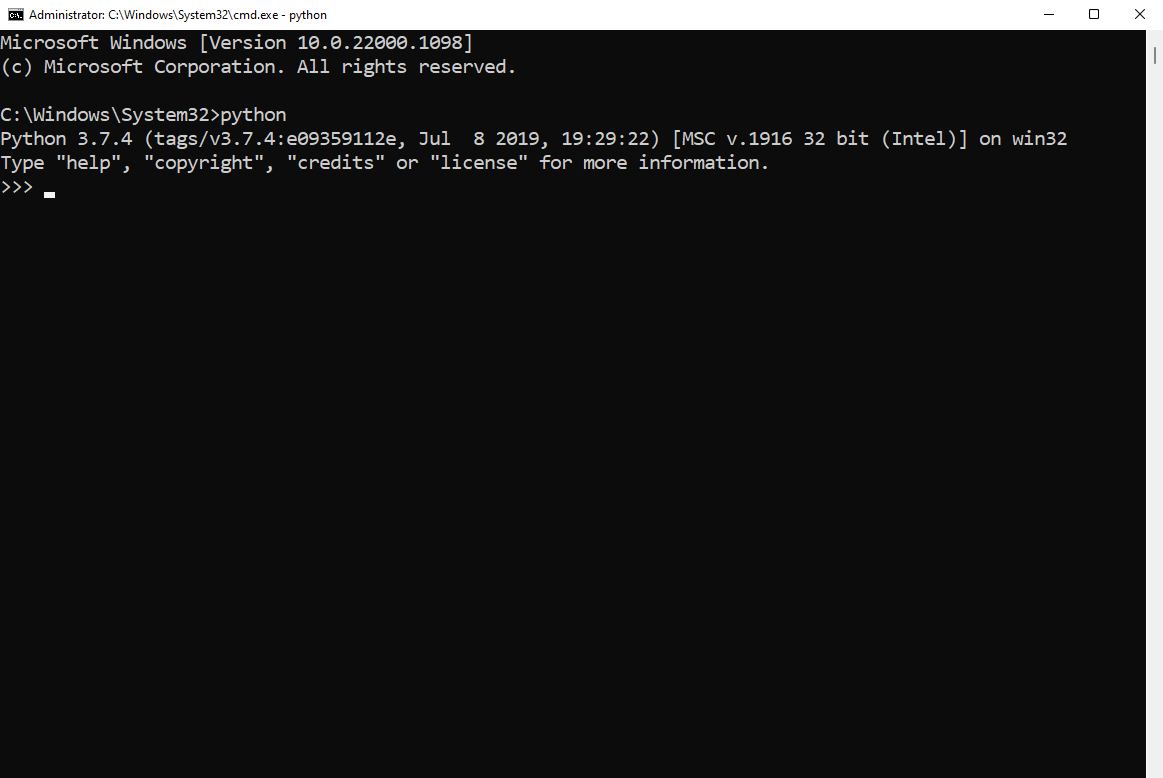 Administrator: C:\Windows\System32\cmd.exe - python
Microsoft Windows [Version 10.0.22000.1098]
(c) Microsoft Corporation. All rights reserved.
C:\Windows\System32>python
Python 3.7.4 (tags/v3.7.4:e09359112e, Jul  8 2019, 19:29:22) [MSC v.1916 32 bit (Intel)] on win32
Type "help", "copyright", "credits" or "license" for more information.
>>>